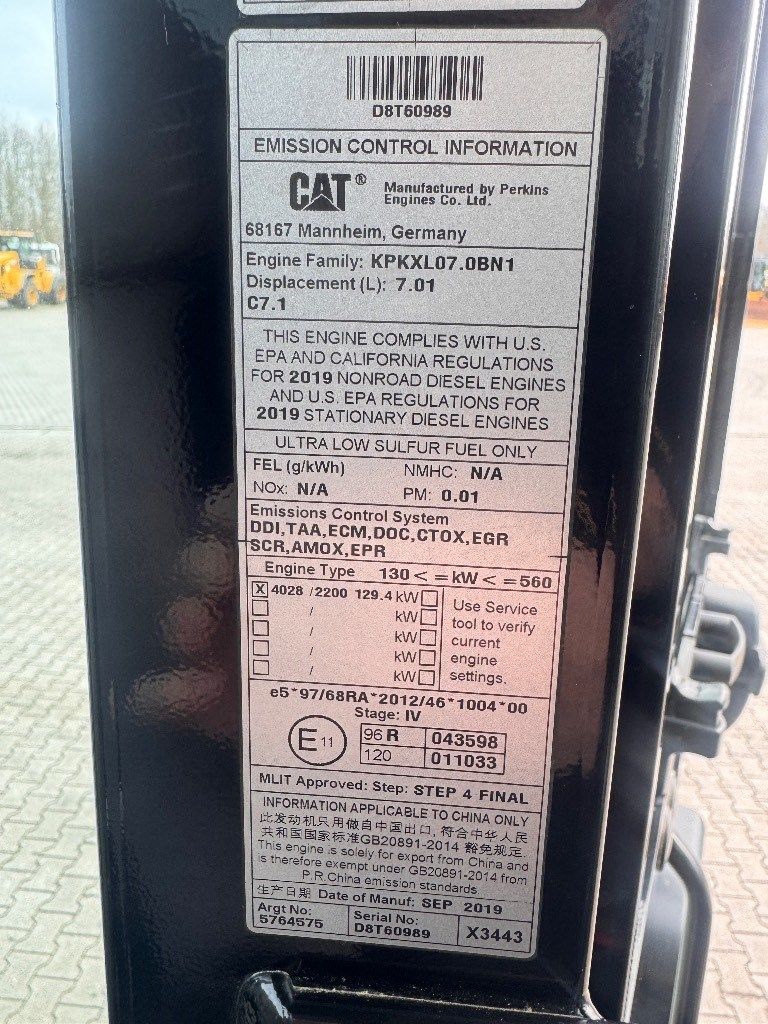 D8T60989
EMISSION CONTROL INFORMATION
CAT® Manufactured by Perkins
Engines Co. Ltd.
68167 Mannheim, Germany
Engine Family: KPKXL07.0BN1
Displacement (L): 7.01
C7.1
THIS ENGINE COMPLIES WITH U.S.
EPA AND CALIFORNIA REGULATIONS
FOR 2019 NONROAD DIESEL ENGINES
AND U.S. EPA REGULATIONS FOR
2019 STATIONARY DIESEL ENGINES
ULTRA LOW SULFUR FUEL ONLY
FEL (g/kWh) NMHC: N/A
NOx: N/A PM: 0.01
Emissions Control System
DDI,TAA,ECM,DOC,CTOX,EGR
SCR,AMOX,EPR
Engine Type 130< =kW< =560
X 4028 /2200 129.4 kW
/ kW
/ kW
/ kW
/ kW
Use Service
tool to verify
current
engine
settings.
e5*97/68RA*2012/46*1004*00
Stage: IV
E11 96 R 043598
120 011033
MLIT Approved: Step: STEP 4 FINAL
INFORMATION APPLICABLE TO CHINA ONLY
此发动机只用做自中国出口, 符合中华人民
共和国国家标准GB20891-2014 豁免规定.
This engine is solely for export from China and
is therefore exempt under GB20891-2014 from
P.R.China emission standards
生产日期 Date of Manuf: SEP 2019
Argt No:
5764575
Serial No:
D8T60989
X3443